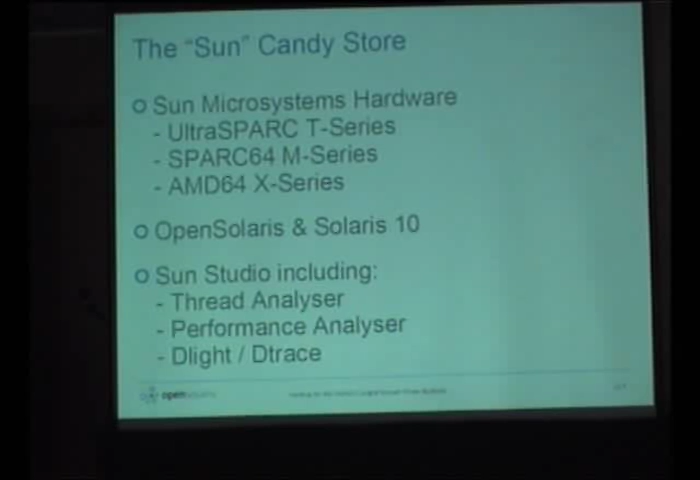 The "Sun" Candy Store
Sun Microsystems Hardware
- UltraSPARC T-Series
- SPARC64 M-Series
- AMD64 X-Series
OpenSolaris & Solaris 10
Sun Studio including:
- Thread Analyser
- Performance Analyser
- Dlight / Dtrace
open